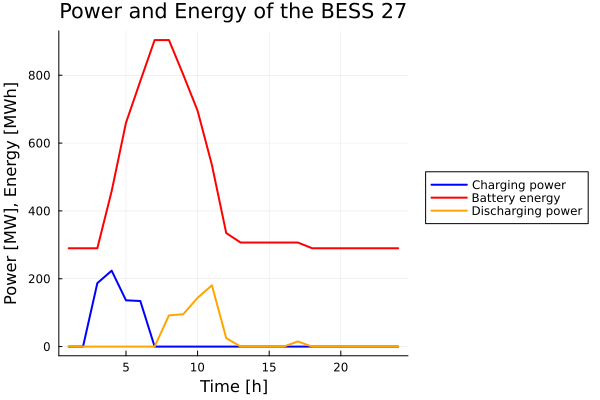 Power and Energy of the BESS 27
Power [MW], Energy [MWh]
800
600
400
200
0
5 10 15 20
Time [h]
Charging power
Battery energy
Discharging power